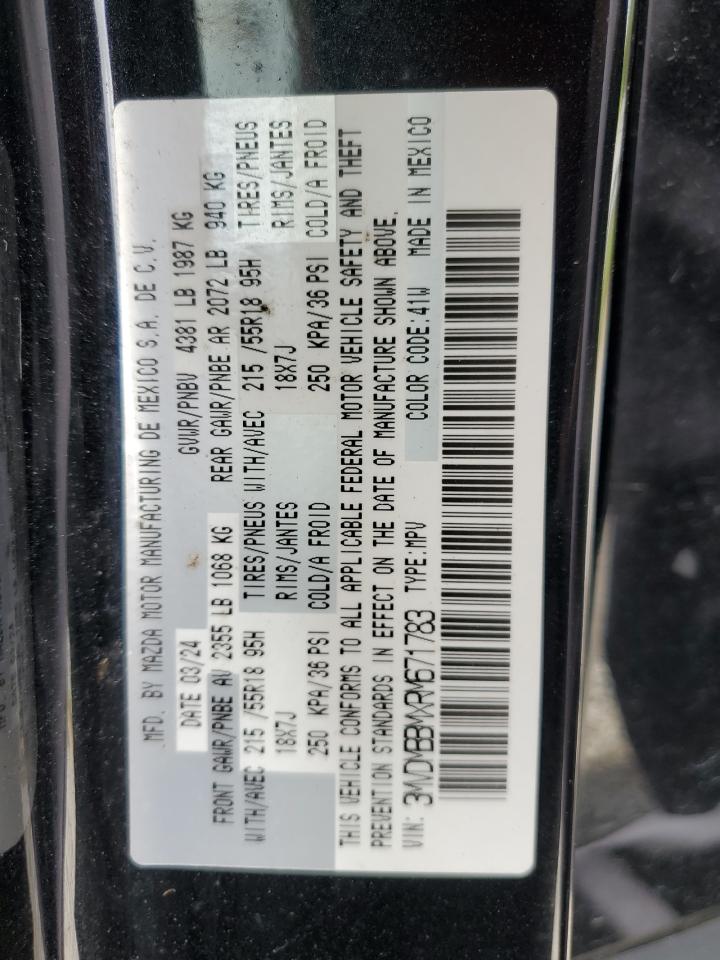 MFD. BY MAZDA MOTOR MANUFACTURING DE MEXICO S.A. DE C.V.
DATE 03/24 GVWR/PNBV 4381 LB 1987 KG
FRONT GAWR/PNBE AV 2355 LB 1068 KG REAR GAWR/PNBE AR 2072 LB 940 KG
WITH/AVEC 215 /55R18 95H TIRES/PNEUS WITH/AVEC 215 /55R18 95H TIRES/PNEUS
18X7J RIMS/JANTES 18X7J RIMS/JANTES
250 KPA/36 PSI COLD/A FROID 250 KPA/36 PSI COLD/A FROID
THIS VEHICLE CONFORMS TO ALL APPLICABLE FEDERAL MOTOR VEHICLE SAFETY AND THEFT
PREVENTION STANDARDS IN EFFECT ON THE DATE OF MANUFACTURE SHOWN ABOVE.
VIN: 3MVDMBBMXRM671783 TYPE:MPV COLOR CODE:41W MADE IN MEXICO